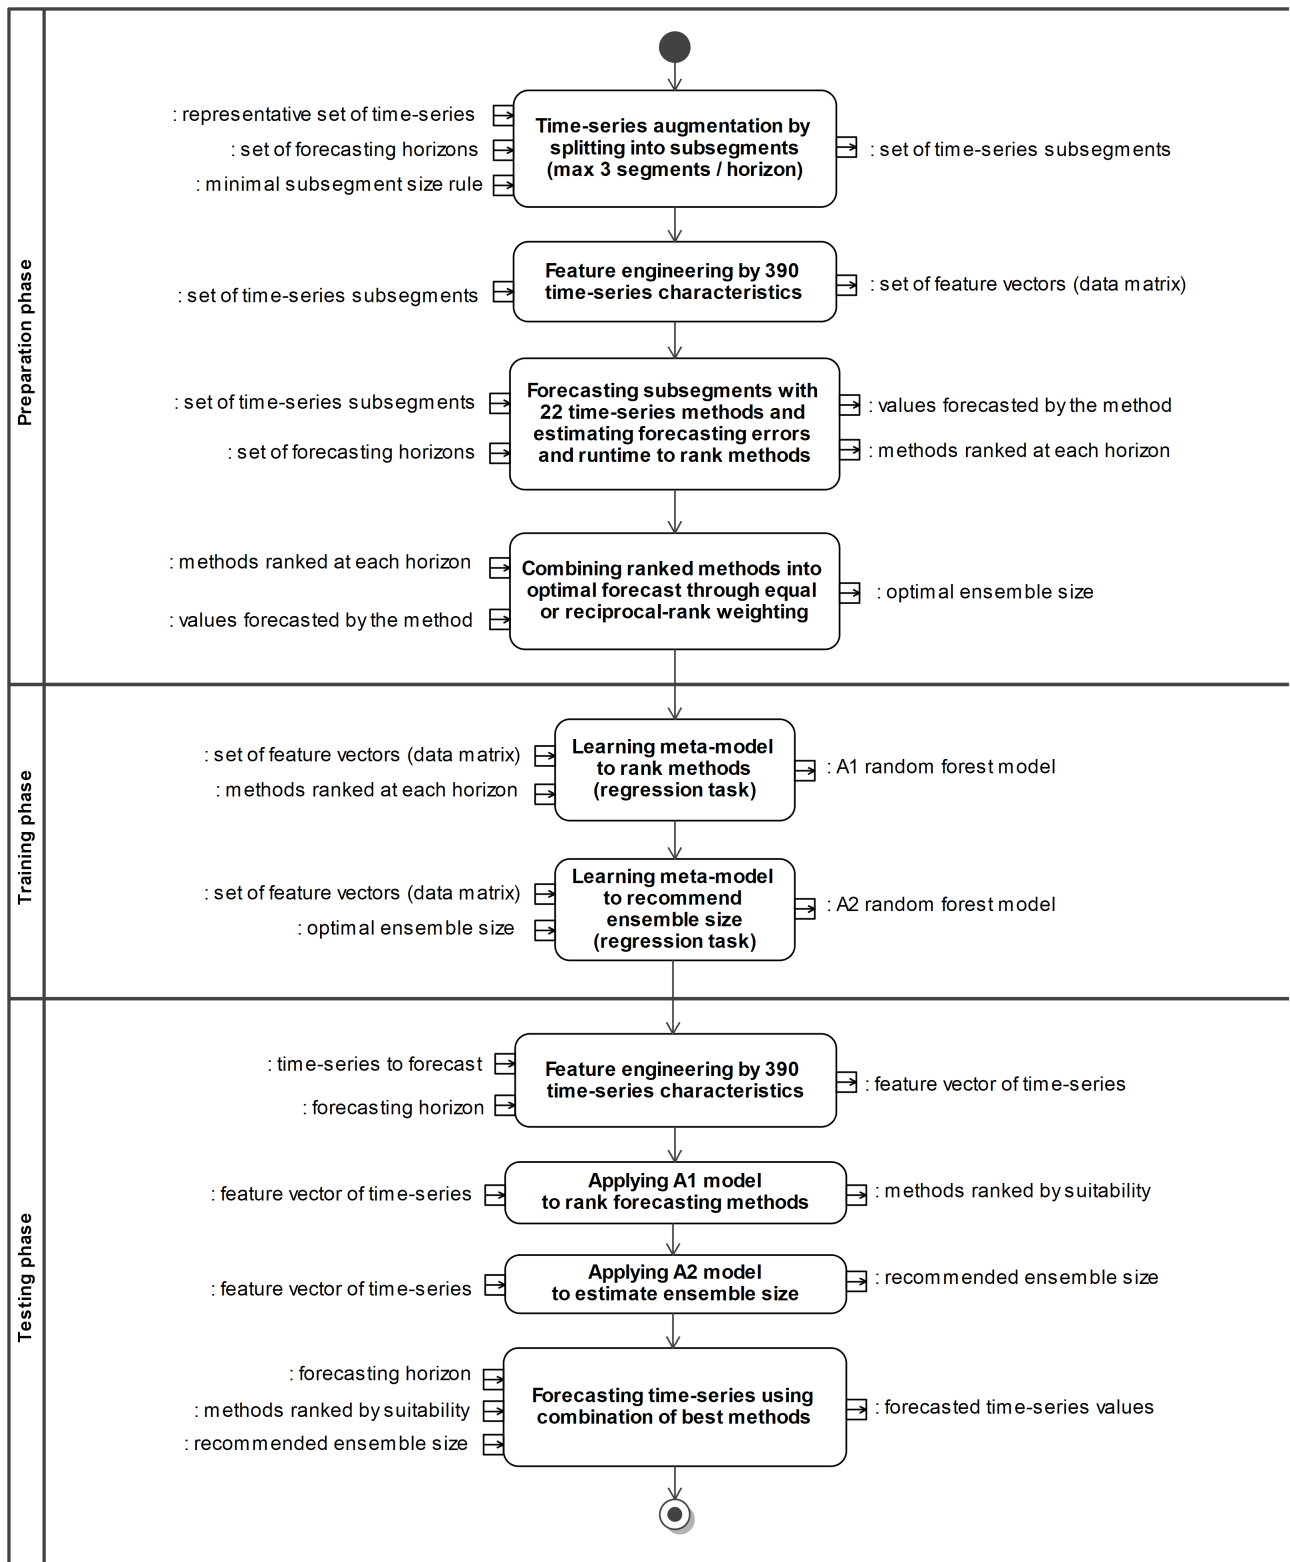 Preparation phase
: representative set of time-series
: set of forecasting horizons
: minimal subsegment size rule
Time-series augmentation by
splitting into subsegments
(max 3 segments / horizon)
: set of time-series subsegments
: set of time-series subsegments
Feature engineering by 390
time-series characteristics
: set of feature vectors (data matrix)
: set of time-series subsegments
: set of forecasting horizons
Forecasting subsegments with
22 time-series methods and
estimating forecasting errors
and runtime to rank methods
: values forecasted by the method
: methods ranked at each horizon
: methods ranked at each horizon
: values forecasted by the method
Combining ranked methods into
optimal forecast through equal
or reciprocal-rank weighting
: optimal ensemble size
Training phase
: set of feature vectors (data matrix)
: methods ranked at each horizon
Learning meta-model
to rank methods
(regression task)
: A1 random forest model
: set of feature vectors (data matrix)
: optimal ensemble size
Learning meta-model
to recommend
ensemble size
(regression task)
: A2 random forest model
Testing phase
: time-series to forecast
: forecasting horizon
Feature engineering by 390
time-series characteristics
: feature vector of time-series
: feature vector of time-series
Applying A1 model
to rank forecasting methods
: methods ranked by suitability
: feature vector of time-series
Applying A2 model
to estimate ensemble size
: recommended ensemble size
: forecasting horizon
: methods ranked by suitability
: recommended ensemble size
Forecasting time-series using
combination of best methods
: forecasted time-series values